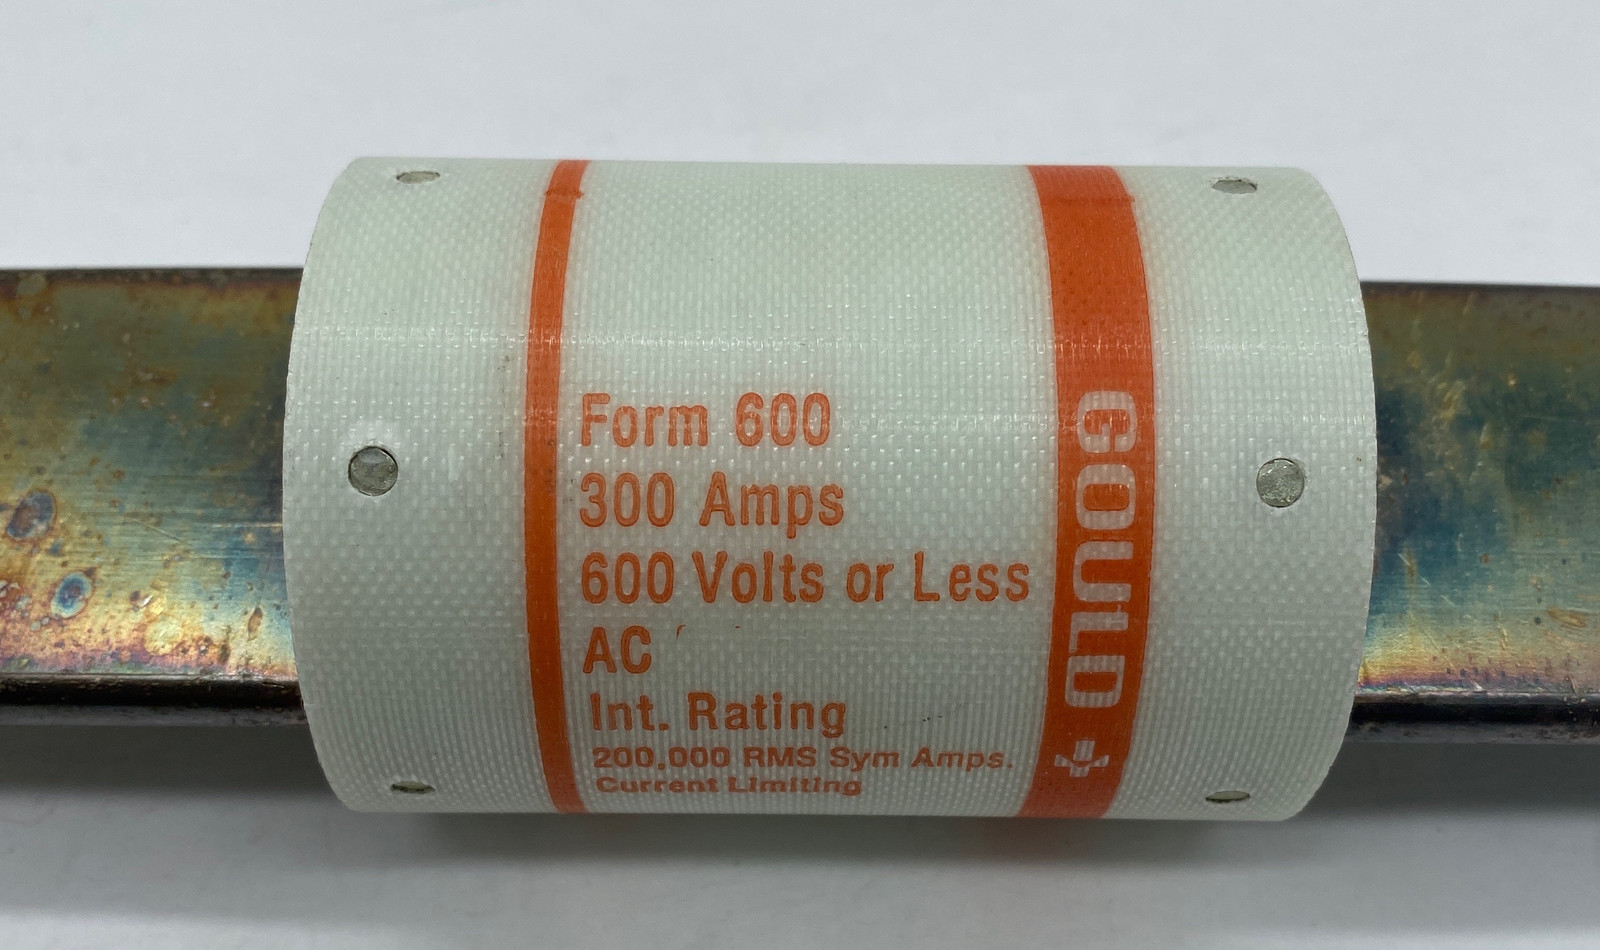 Form 600
300 Amps
600 Volts or Less
AC
Int. Rating
200,000 RMS Sym Amps.
Current Limiting
GOULD